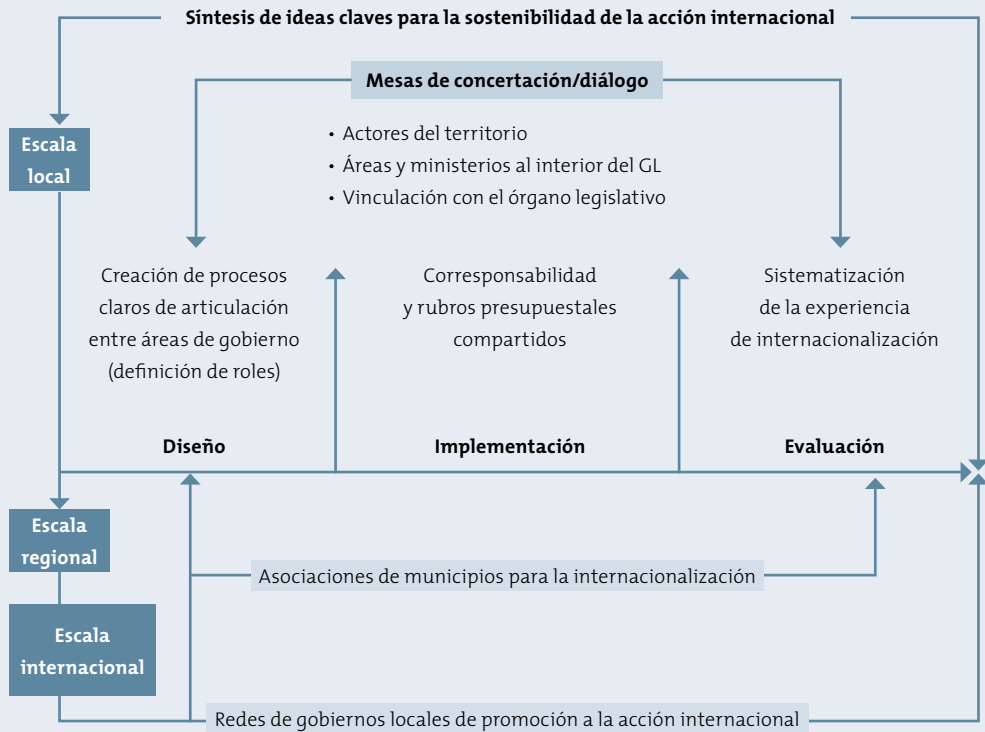 Síntesis de ideas claves para la sostenibilidad de la acción internacional
Mesas de concertación/diálogo
• Actores del territorio
• Áreas y ministerios al interior del GL
• Vinculación con el órgano legislativo
Escala
local
Creación de procesos
claros de articulación
entre áreas de gobierno
(definición de roles)
Corresponsabilidad
y rubros presupuestales
compartidos
Sistematización
de la experiencia
de internacionalización
Diseño
Implementación
Evaluación
Escala
regional
Asociaciones de municipios para la internacionalización
Escala
internacional
Redes de gobiernos locales de promoción a la acción internacional